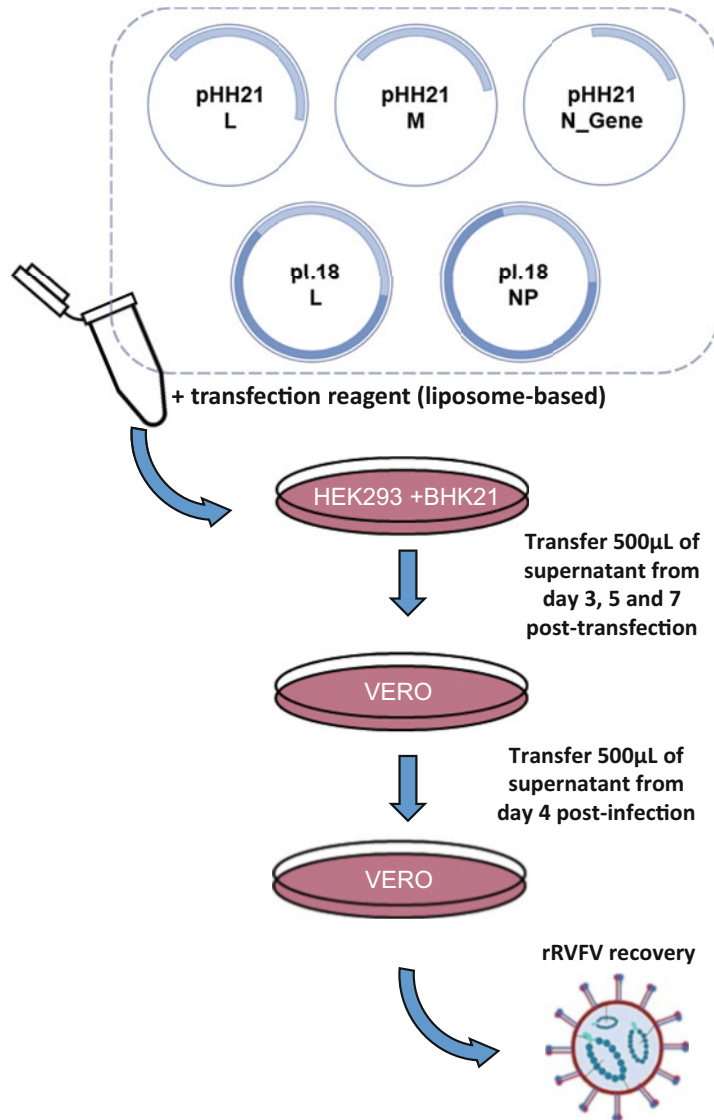 pHH21
L
pHH21
M
pHH21
N_Gene
pI.18
L
pI.18
NP
+ transfection reagent (liposome-based)
HEK293 +BHK21
Transfer 500µL of
supernatant from
day 3, 5 and 7
post-transfection
VERO
Transfer 500µL of
supernatant from
day 4 post-infection
VERO
rRVFV recovery